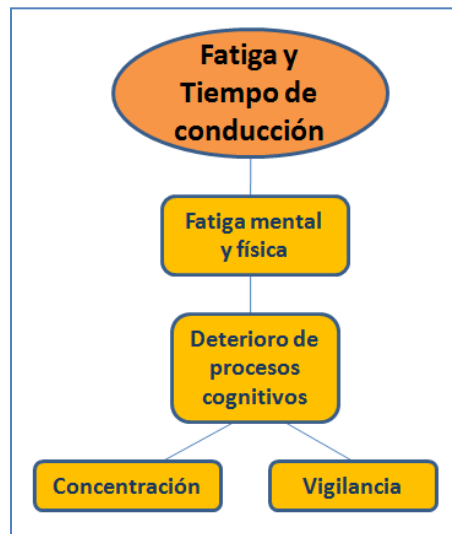 Fatiga y
Tiempo de
conducción
Fatiga mental
y física
Deterioro de
procesos
cognitivos
Concentración
Vigilancia